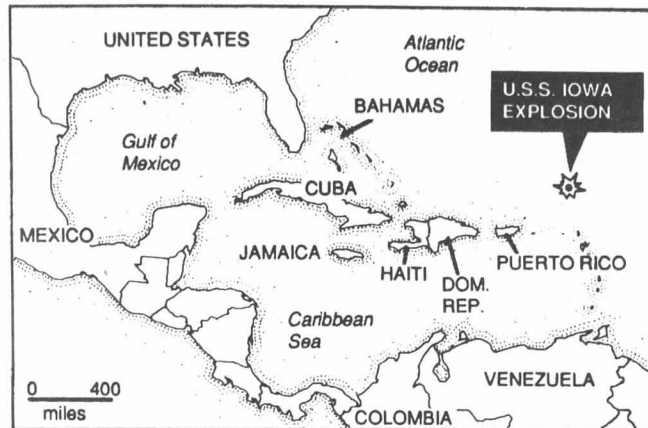 UNITED STATES
Atlantic
Ocean
U.S.S. IOWA
EXPLOSION
BAHAMAS
Gulf of
Mexico
CUBA
MEXICO
JAMAICA
HAITI
DOM.
REP.
PUERTO RICO
Caribbean
Sea
0 400
miles
VENEZUELA
COLOMBIA